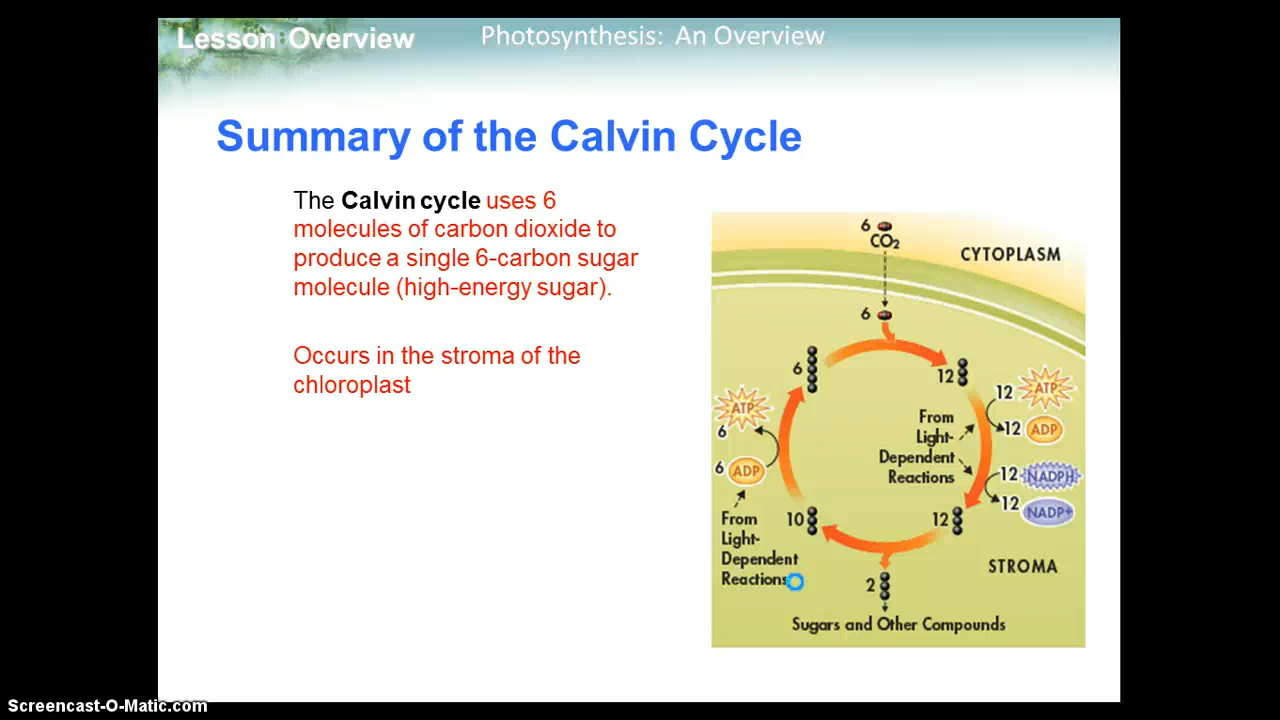 Lesson Overview
Photosynthesis: An Overview
Summary of the Calvin Cycle
The Calvin cycle uses 6
molecules of carbon dioxide to
produce a single 6-carbon sugar
molecule (high-energy sugar).
Occurs in the stroma of the
chloroplast
6
CO₂
CYTOPLASM
6
6
12
12 ATP
12 ADP
From
Light-
Dependent
Reactions
12 NADPH
12 NADP+
ATP
6
6 ADP
From
Light-
Dependent
Reactions
10
12
STROMA
2
Sugars and Other Compounds
Screencast-O-Matic.com